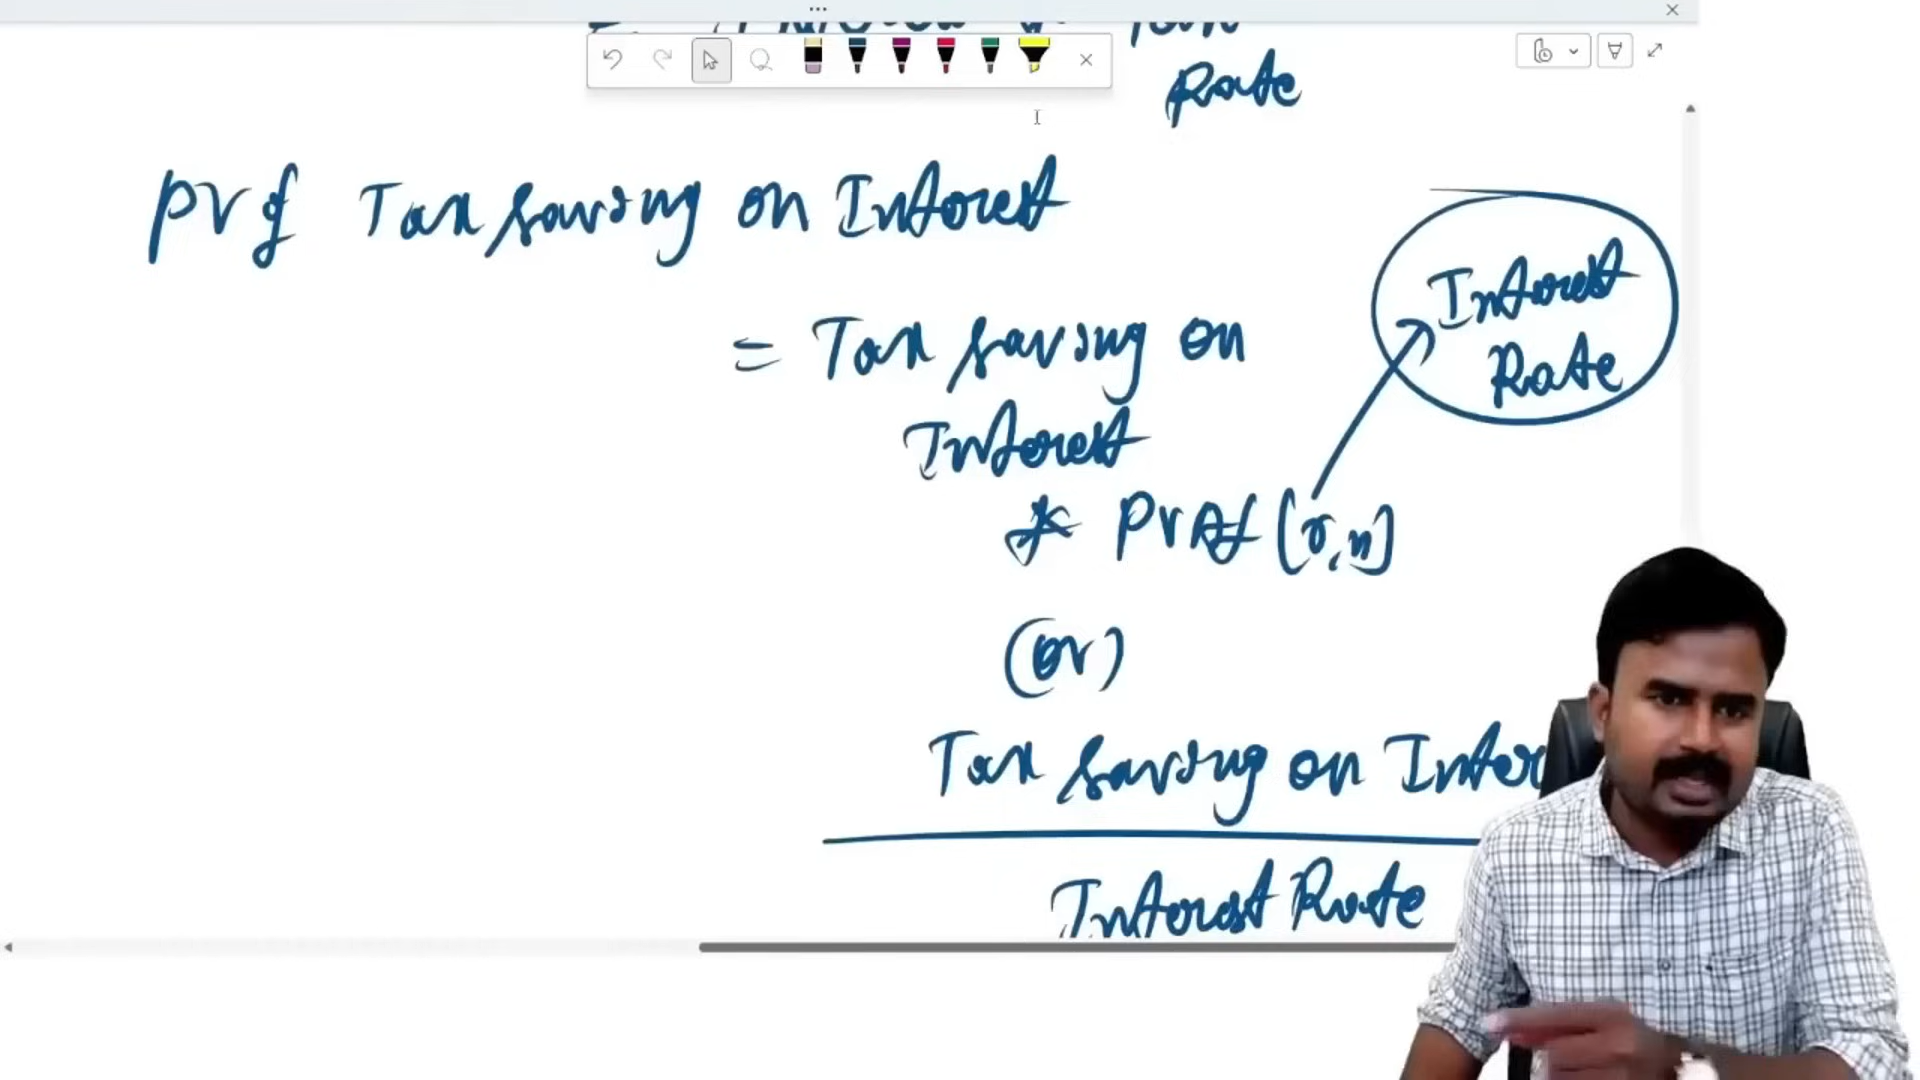 Rate
PV of Tax saving on Interest
= Tax saving on
Interest
* PVAf (r,n)
Interest
Rate
(or)
Tax saving on Inter
Interest Rate